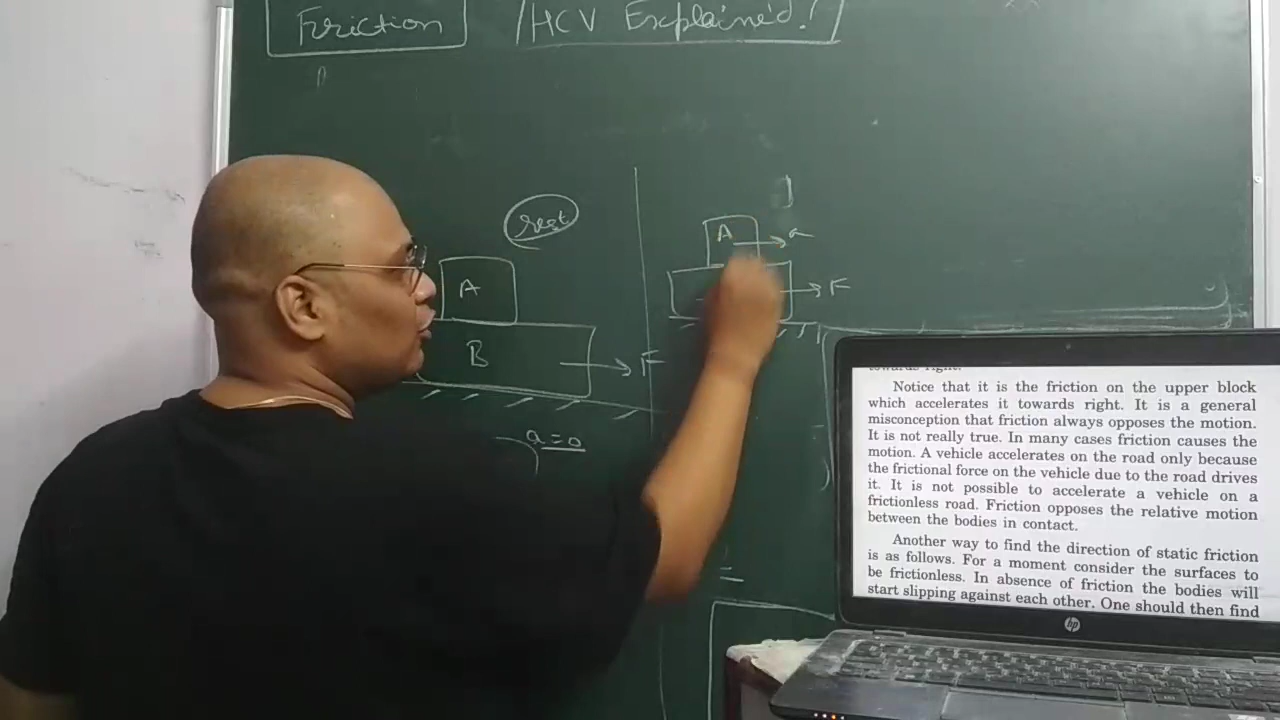 Friction /HCV Explained!
rest
A
B
F
a = 0
A
a
F
towards right.
Notice that it is the friction on the upper block
which accelerates it towards right. It is a general
misconception that friction always opposes the motion.
It is not really true. In many cases friction causes the
motion. A vehicle accelerates on the road only because
the frictional force on the vehicle due to the road drives
it. It is not possible to accelerate a vehicle on a
frictionless road. Friction opposes the relative motion
between the bodies in contact.
Another way to find the direction of static friction
is as follows. For a moment consider the surfaces to
be frictionless. In absence of friction the bodies will
start slipping against each other. One should then find
hp